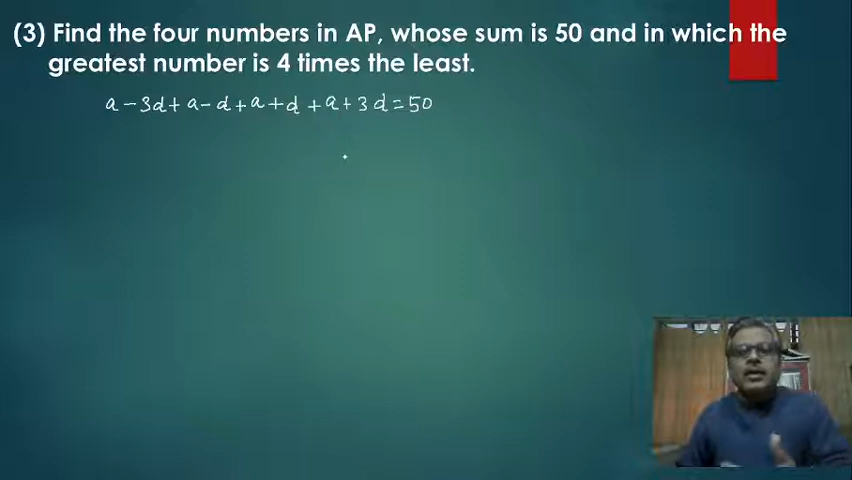 (3) Find the four numbers in AP, whose sum is 50 and in which the
greatest number is 4 times the least.
a-3d+a-d+a+d+a+3d=50